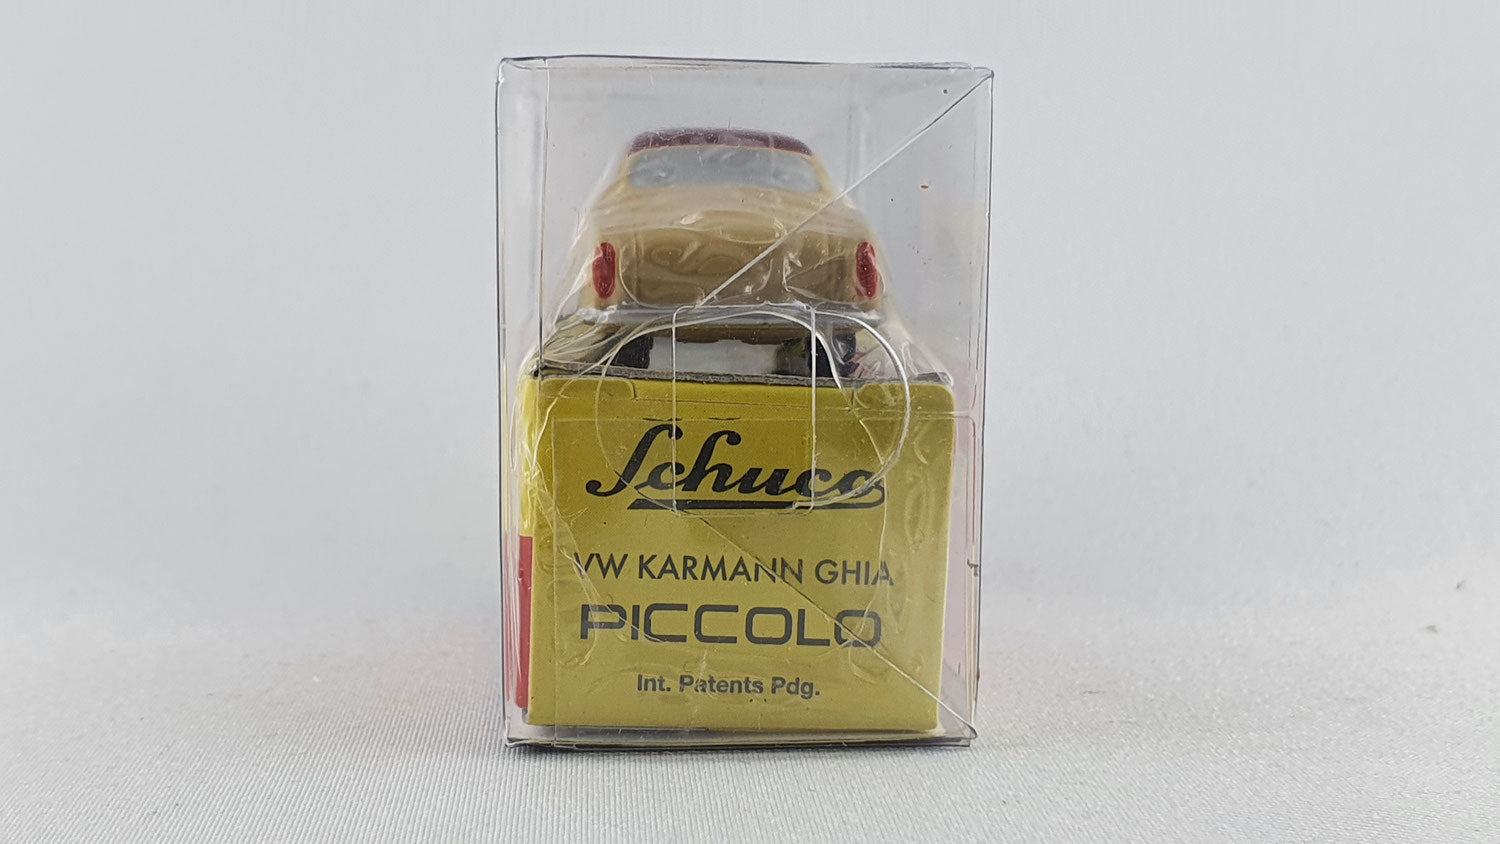 Schuco
VW KARMANN GHIA
PICCOLO
Int. Patents Pdg.